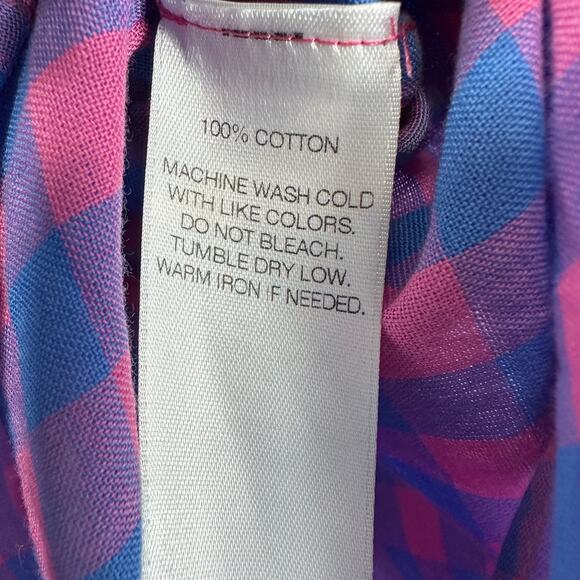 100% COTTON
MACHINE WASH COLD
WITH LIKE COLORS.
DO NOT BLEACH.
TUMBLE DRY LOW.
WARM IRON IF NEEDED.